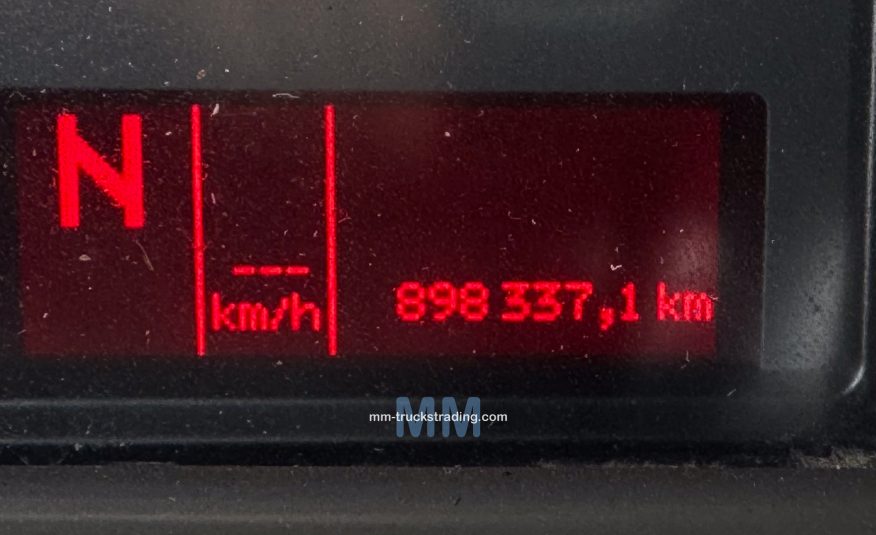 N
---
km/h
898 337,1 km
MM
mm-truckstrading.com